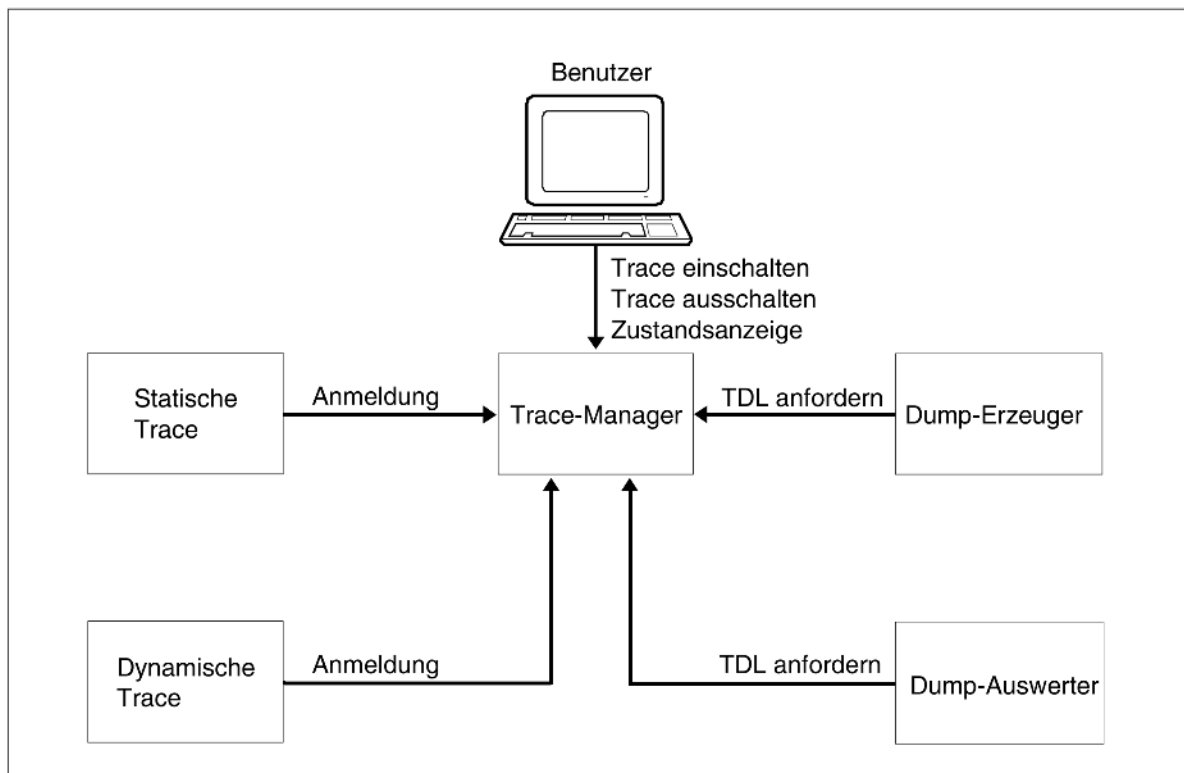 Benutzer
Trace einschalten
Trace ausschalten
Zustandsanzeige
Statische
Trace
Anmeldung
Trace-Manager
TDL anfordern
Dump-Erzeuger
Dynamische
Trace
Anmeldung
TDL anfordern
Dump-Auswerter